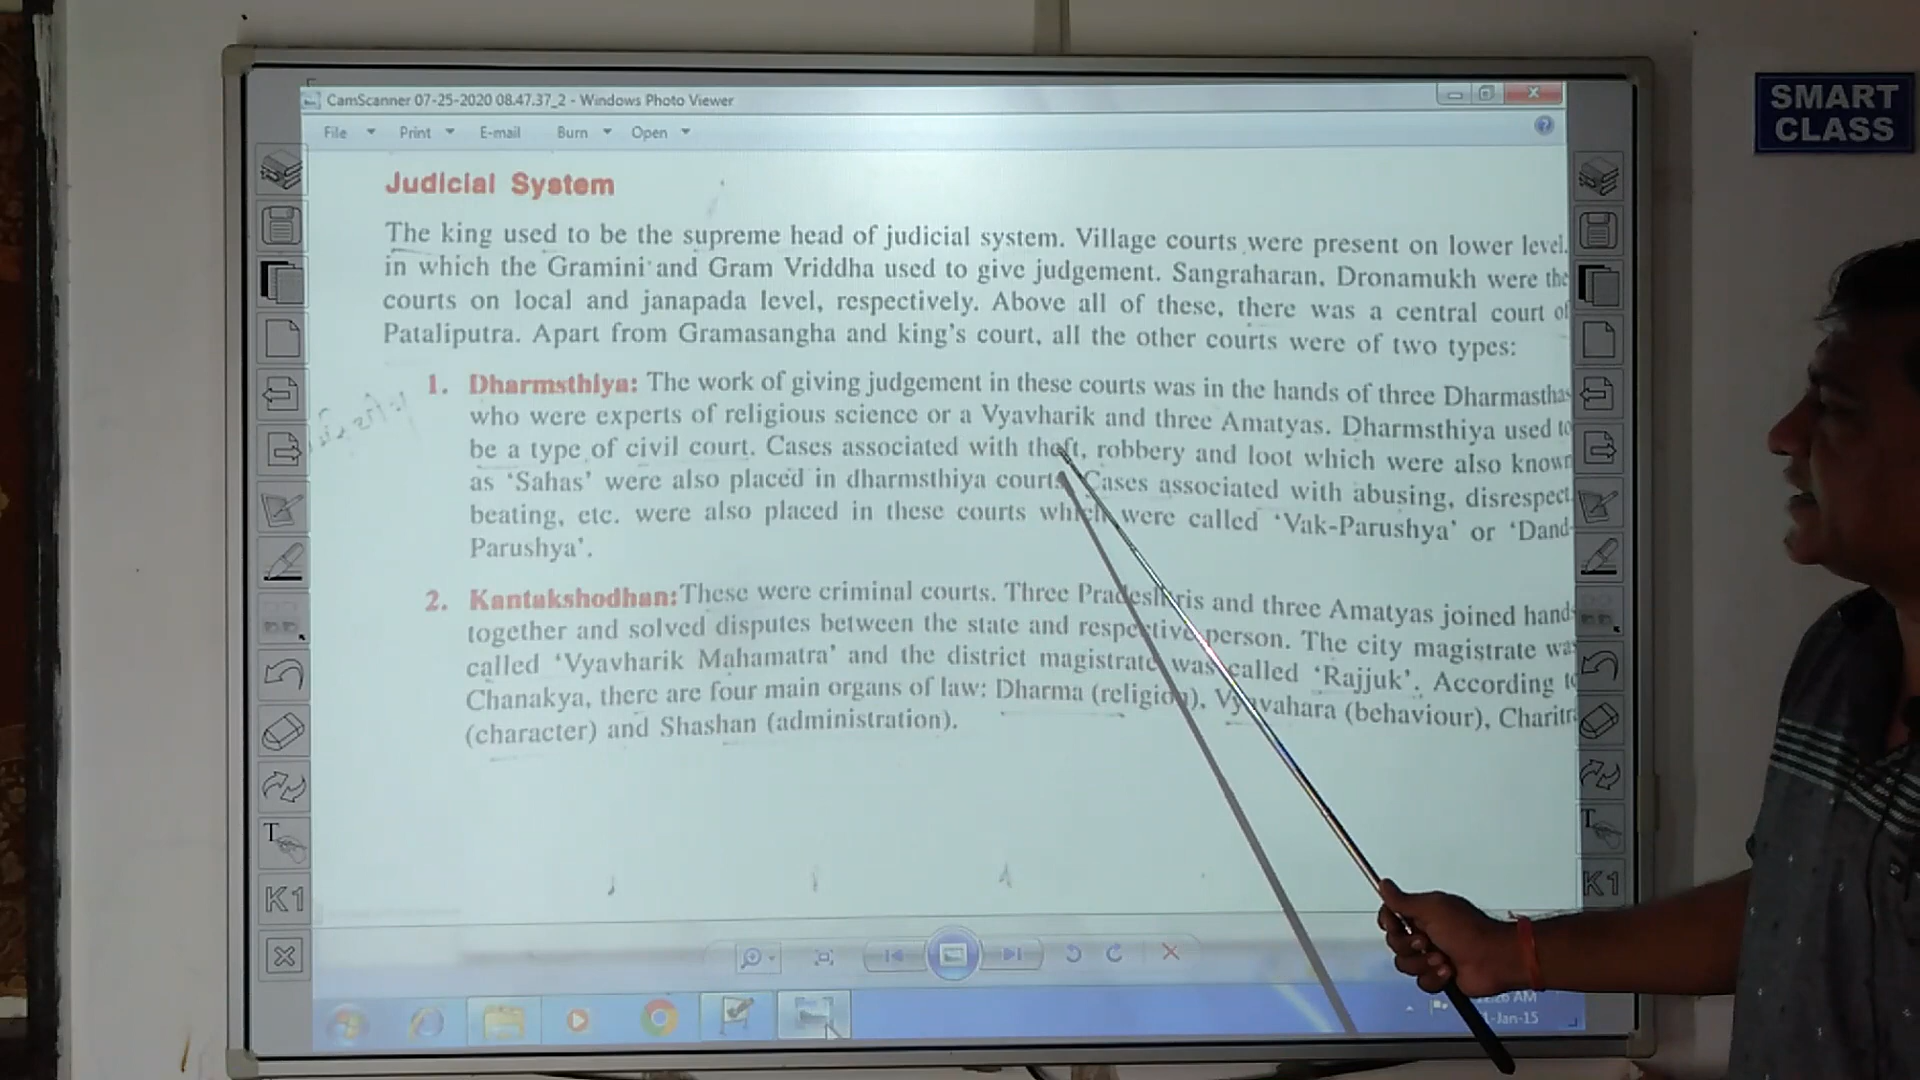 CamScanner 07-25-2020 08.47.37_2 - Windows Photo Viewer
File Print E-mail Burn Open
SMART
CLASS
Judicial System
The king used to be the supreme head of judicial system. Village courts were present on lower level.
in which the Gramini and Gram Vriddha used to give judgement. Sangraharan, Dronamukh were the
courts on local and janapada level, respectively. Above all of these, there was a central court of
Pataliputra. Apart from Gramasangha and king's court, all the other courts were of two types:
1. Dharmsthiya: The work of giving judgement in these courts was in the hands of three Dharmasthas
who were experts of religious science or a Vyavharik and three Amatyas. Dharmsthiya used to
be a type of civil court. Cases associated with theft, robbery and loot which were also known
as 'Sahas' were also placed in dharmsthiya courts. Cases associated with abusing, disrespect,
beating, etc. were also placed in these courts which were called 'Vak-Parushya' or 'Dand-
Parushya'.
2. Kantakshodhan: These were criminal courts. Three Pradeshtris and three Amatyas joined hand
together and solved disputes between the state and respective person. The city magistrate was
called 'Vyavharik Mahamatra' and the district magistrate was called 'Rajjuk'. According to
Chanakya, there are four main organs of law: Dharma (religion), Vyavahara (behaviour), Charitra
(character) and Shashan (administration).
T
T
K1
K1
AM
-Jan-15